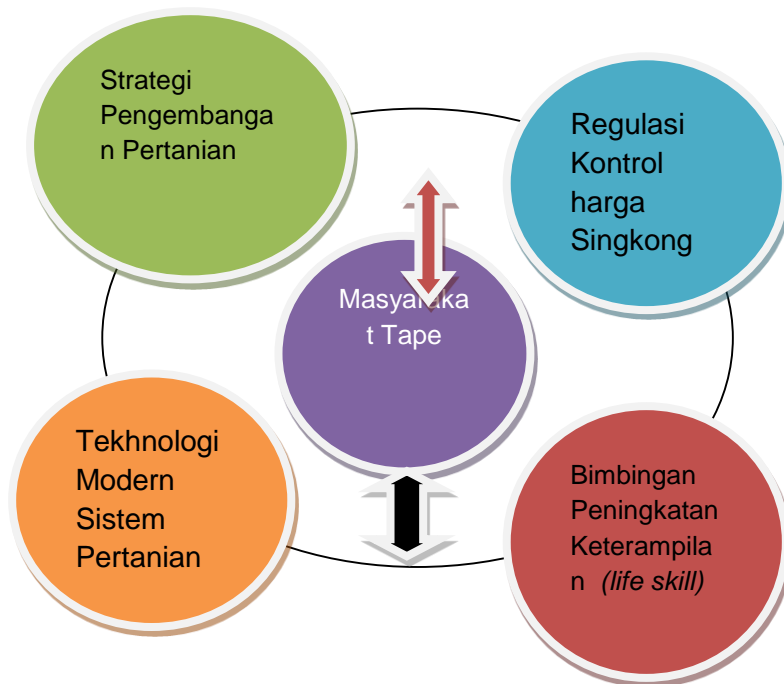 Strategi
Pengembanga
n Pertanian
Regulasi
Kontrol
harga
Singkong
Masyaraka
t Tape
Tekhnologi
Modern
Sistem
Pertanian
Bimbingan
Peningkatan
Keterampila
n (life skill)